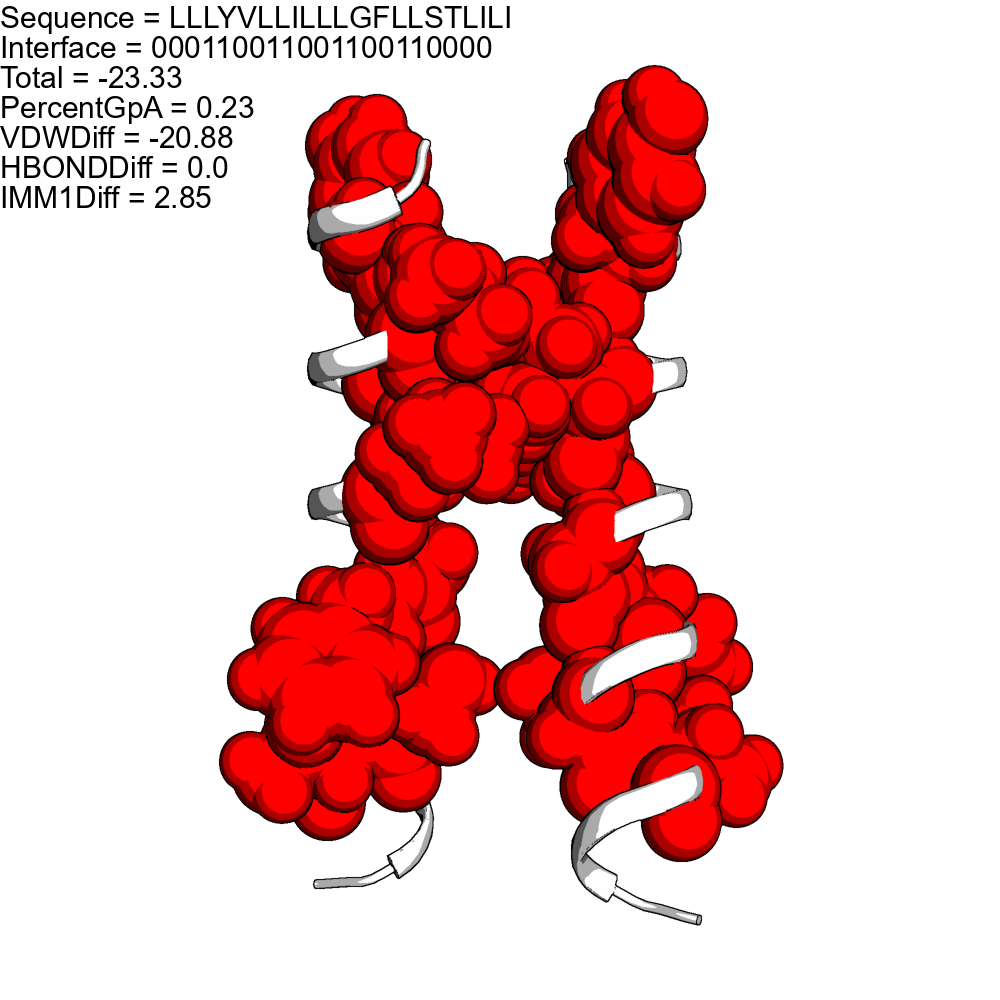 Sequence = LLLYVLLILLLGFLLSTLILI
Interface = 000110011001100110000
Total = -23.33
PercentGpA = 0.23
VDWDiff = -20.88
HBONDDiff = 0.0
IMM1Diff = 2.85